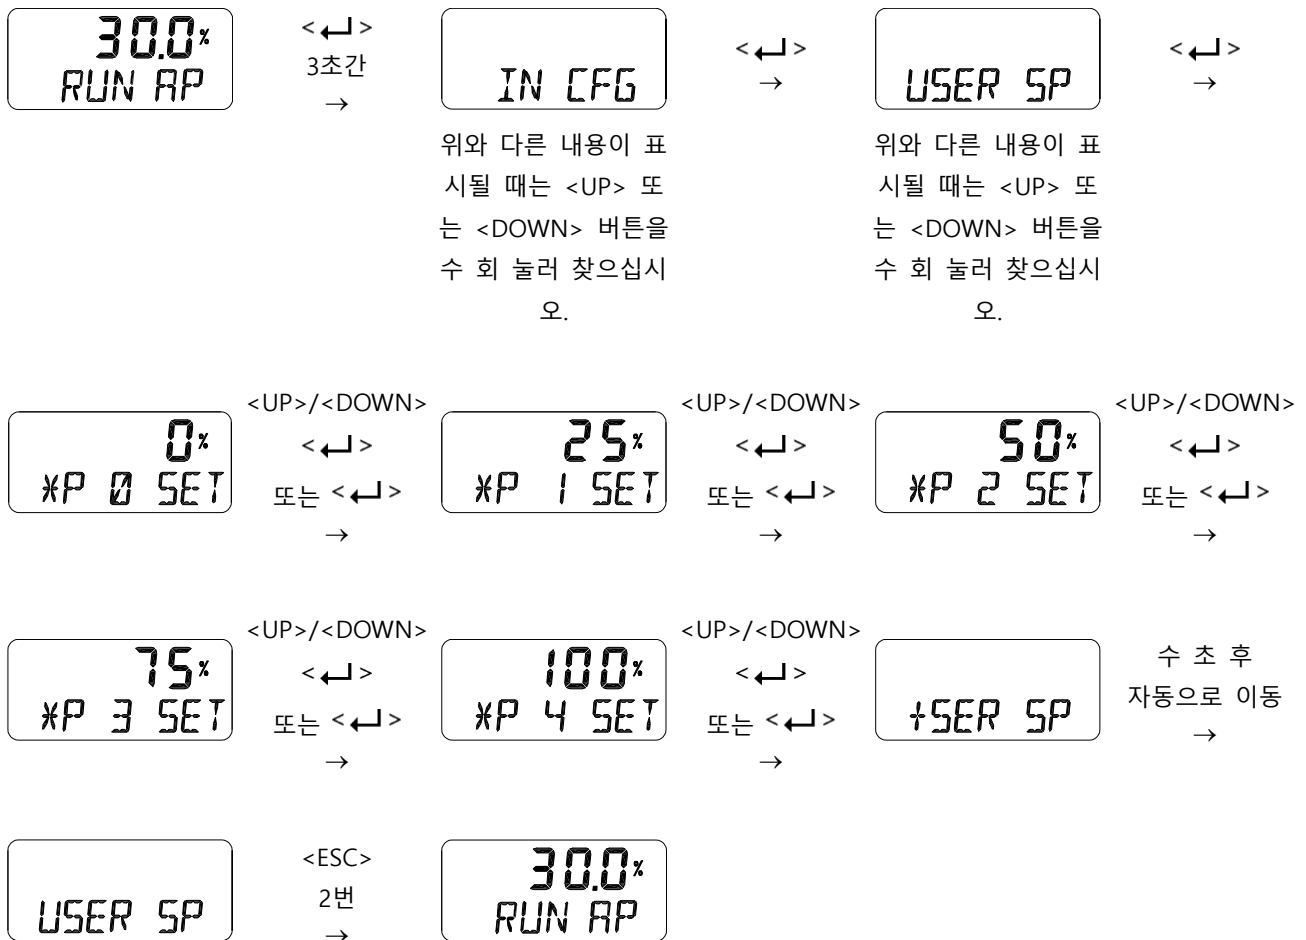 30.0%
RUN AP
<↵>
3초간
→
IN CFG
위와 다른 내용이 표
시될 때는 <UP> 또
는 <DOWN> 버튼을
수 회 눌러 찾으십시
오.
<↵>
→
USER SP
위와 다른 내용이 표
시될 때는 <UP> 또
는 <DOWN> 버튼을
수 회 눌러 찾으십시
오.
<↵>
→
0%
*P 0 SET
<UP>/<DOWN>
<↵>
또는 <↵>
→
25%
*P 1 SET
<UP>/<DOWN>
<↵>
또는 <↵>
→
50%
*P 2 SET
<UP>/<DOWN>
<↵>
또는 <↵>
→
75%
*P 3 SET
<UP>/<DOWN>
<↵>
또는 <↵>
→
100%
*P 4 SET
<UP>/<DOWN>
<↵>
또는 <↵>
→
+SER SP
수 초 후
자동으로 이동
→
USER SP
<ESC>
2번
→
30.0%
RUN AP